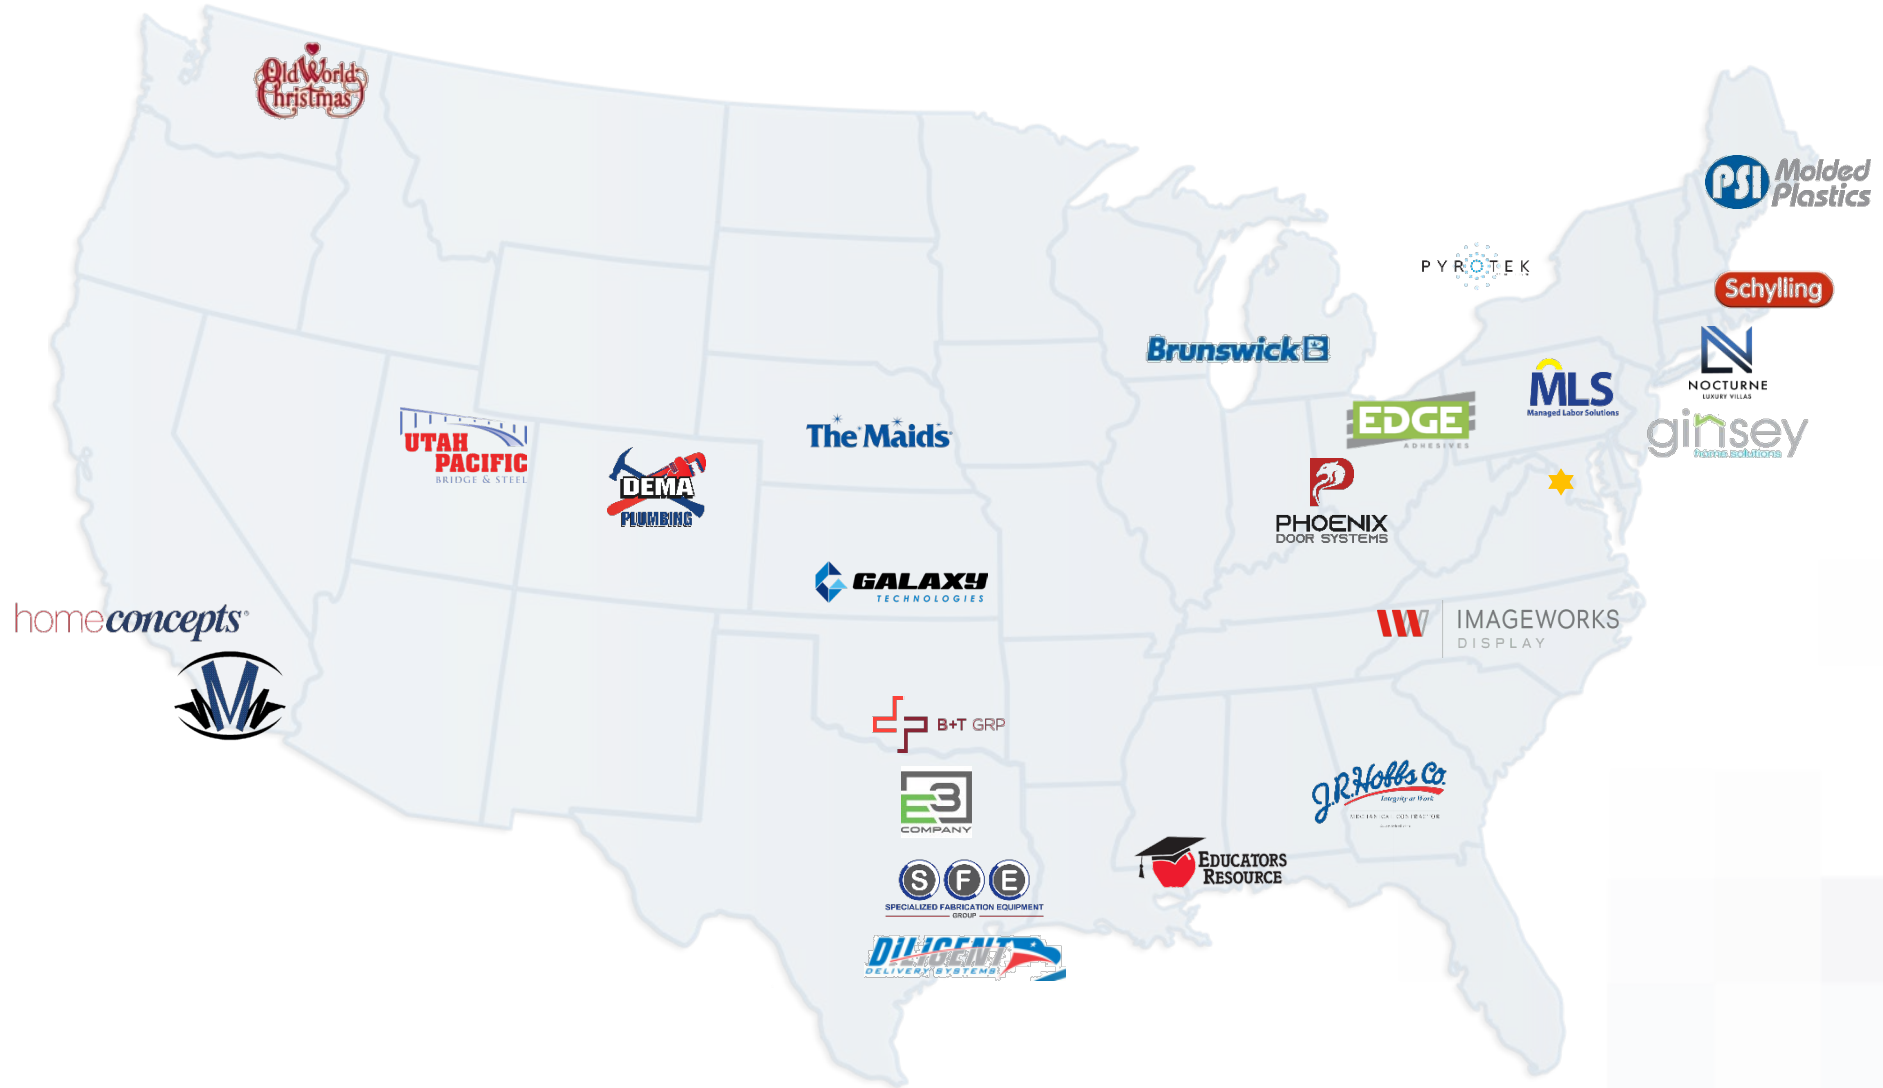 Old World
Christmas
PSI Molded
Plastics
PYROTEK
Schylling
Brunswick B
N
NOCTURNE
LUXURY VILLAS
MLS
Managed Labor Solutions
EDGE
ADHESIVES
ginsey
home solutions
UTAH
PACIFIC
BRIDGE & STEEL
The Maids
DEMA
PLUMBING
P
PHOENIX
DOOR SYSTEMS
GALAXY
TECHNOLOGIES
homeconcepts®
IMAGEWORKS
DISPLAY
M
B+T GRP
E3
COMPANY
J.R. Hobbs Co.
Integrity at Work
MECHANICAL CONTRACTOR
EDUCATORS
RESOURCE
S F E
SPECIALIZED FABRICATION EQUIPMENT
GROUP
DILIGENT
DELIVERY SYSTEMS